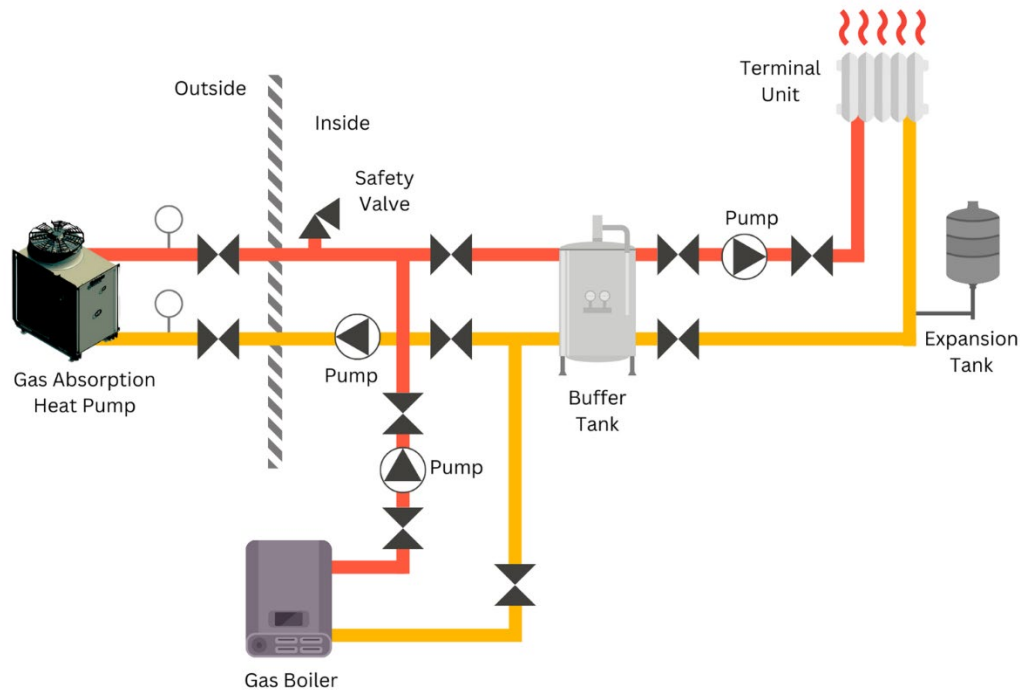 Terminal
Unit
Outside
Inside
Safety
Valve
Pump
Gas Absorption
Heat Pump
Pump
Buffer
Tank
Expansion
Tank
Pump
Gas Boiler